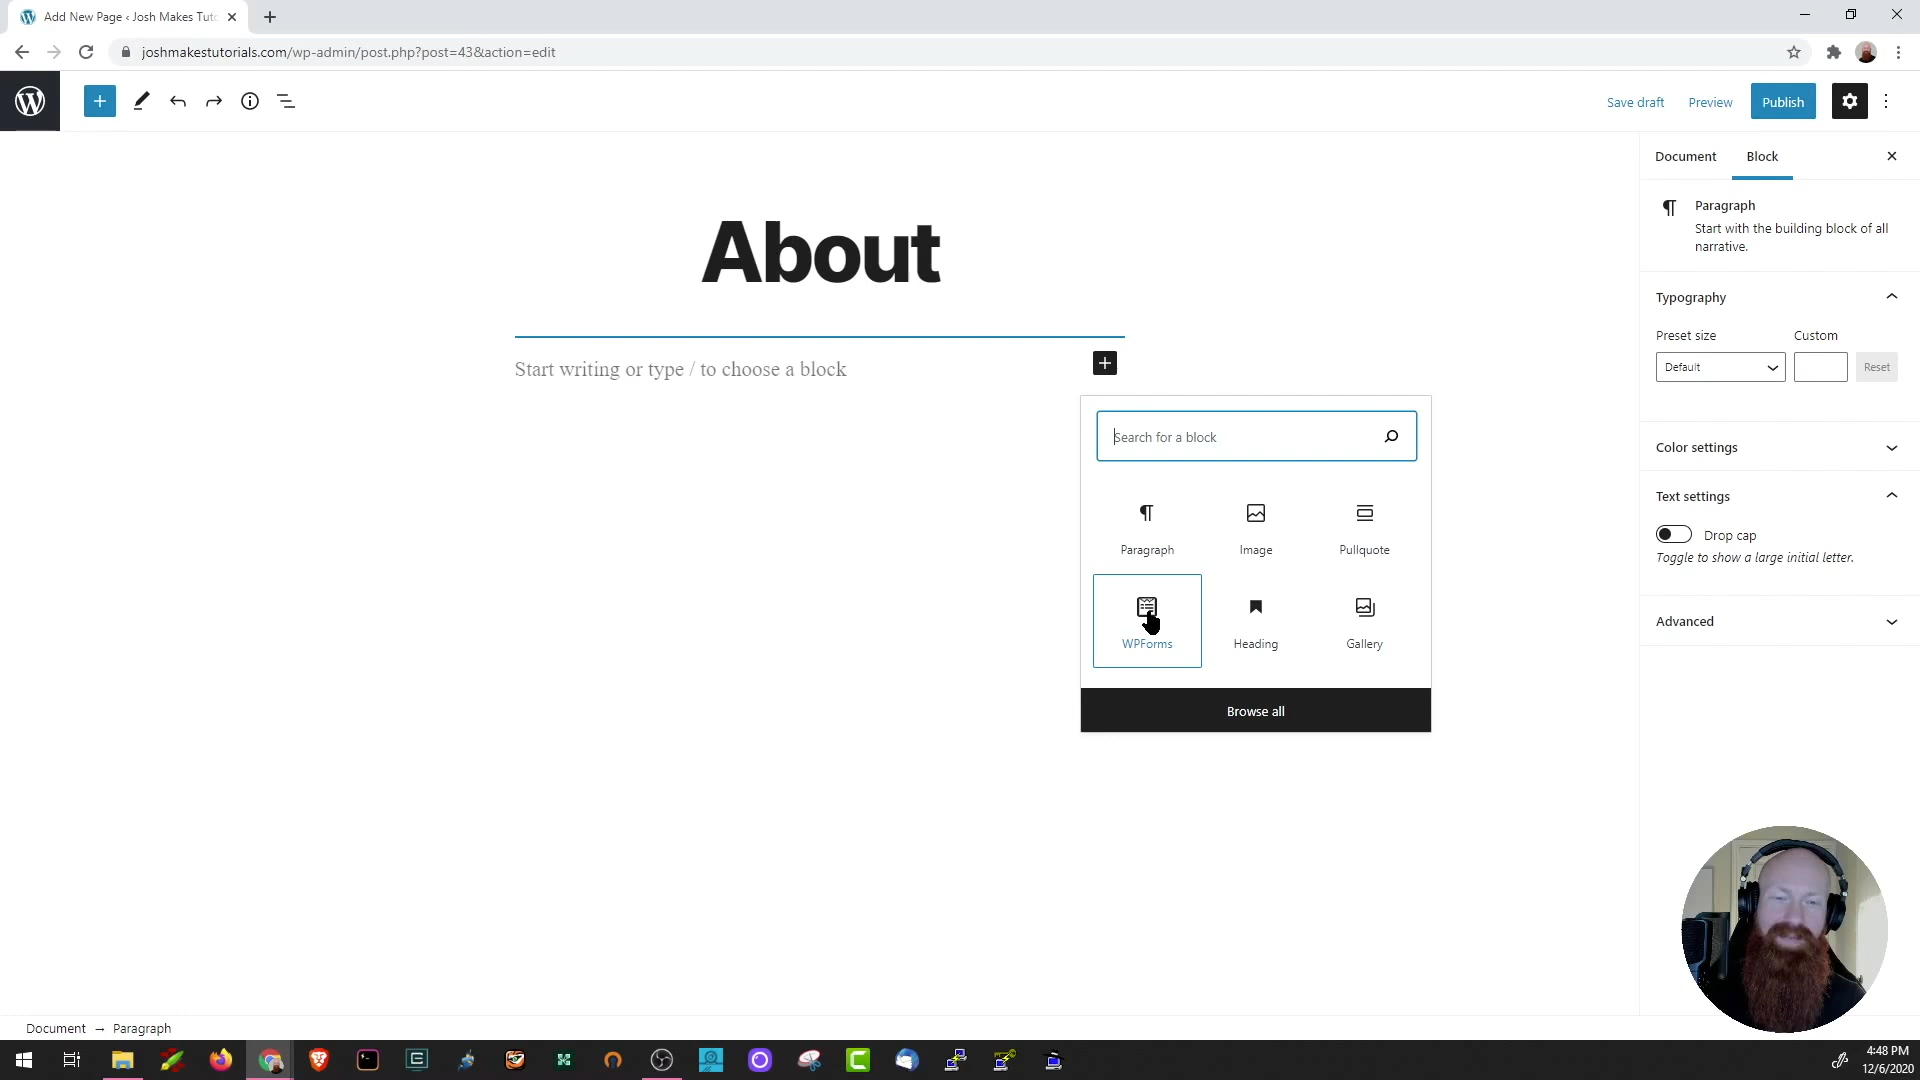 Add New Page ‹ Josh Makes Tuto
joshmakestutorials.com/wp-admin/post.php?post=43&action=edit
Save draft
Preview
Publish
Document
Block
About
Paragraph
Start with the building block of all
narrative.
Typography
Preset size
Custom
Default
Reset
Start writing or type / to choose a block
Search for a block
Color settings
Text settings
Drop cap
Toggle to show a large initial letter.
Paragraph
Image
Pullquote
WPForms
Heading
Gallery
Advanced
Browse all
Document → Paragraph
4:48 PM
12/6/2020